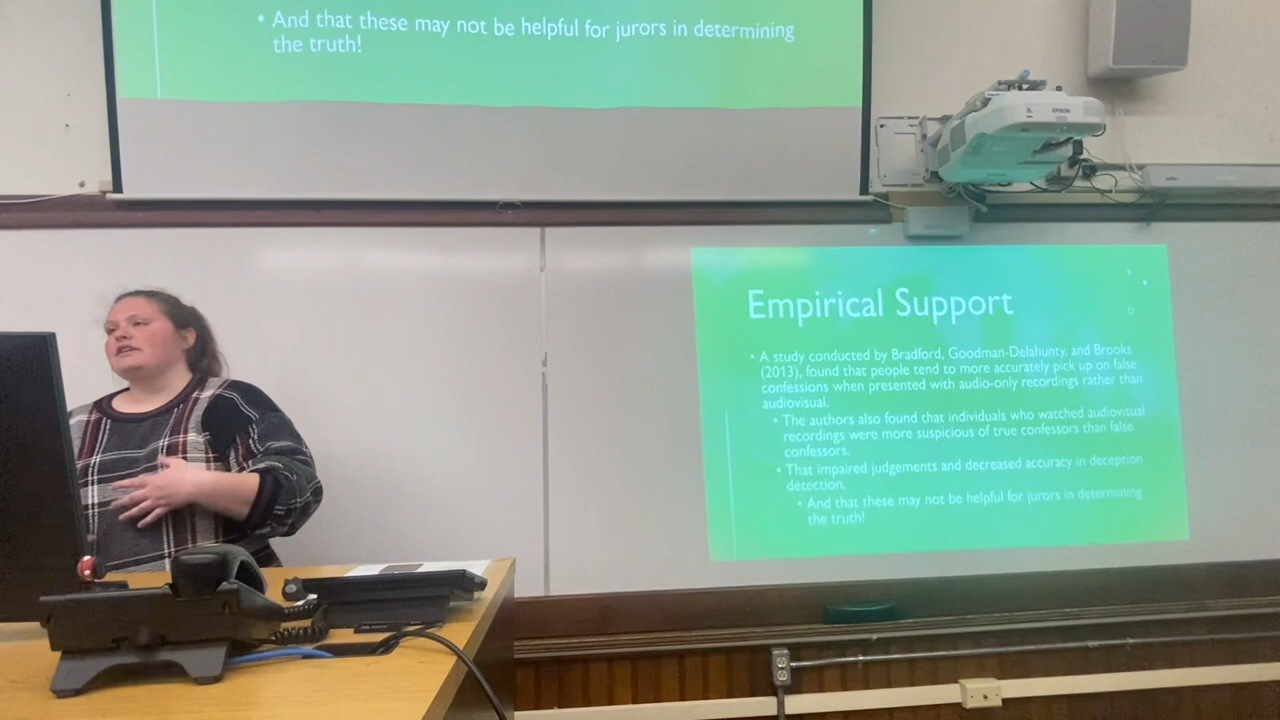 • And that these may not be helpful for jurors in determining
the truth!
EPSON
Empirical Support
• A study conducted by Bradford, Goodman-Delahunty, and Brooks
(2013), found that people tend to more accurately pick up on false
confessions when presented with audio-only recordings rather than
audiovisual.
• The authors also found that individuals who watched audiovisual
recordings were more suspicious of true confessors than false
confessors.
• That impaired judgements and decreased accuracy in deception
detection.
• And that these may not be helpful for jurors in determining
the truth!